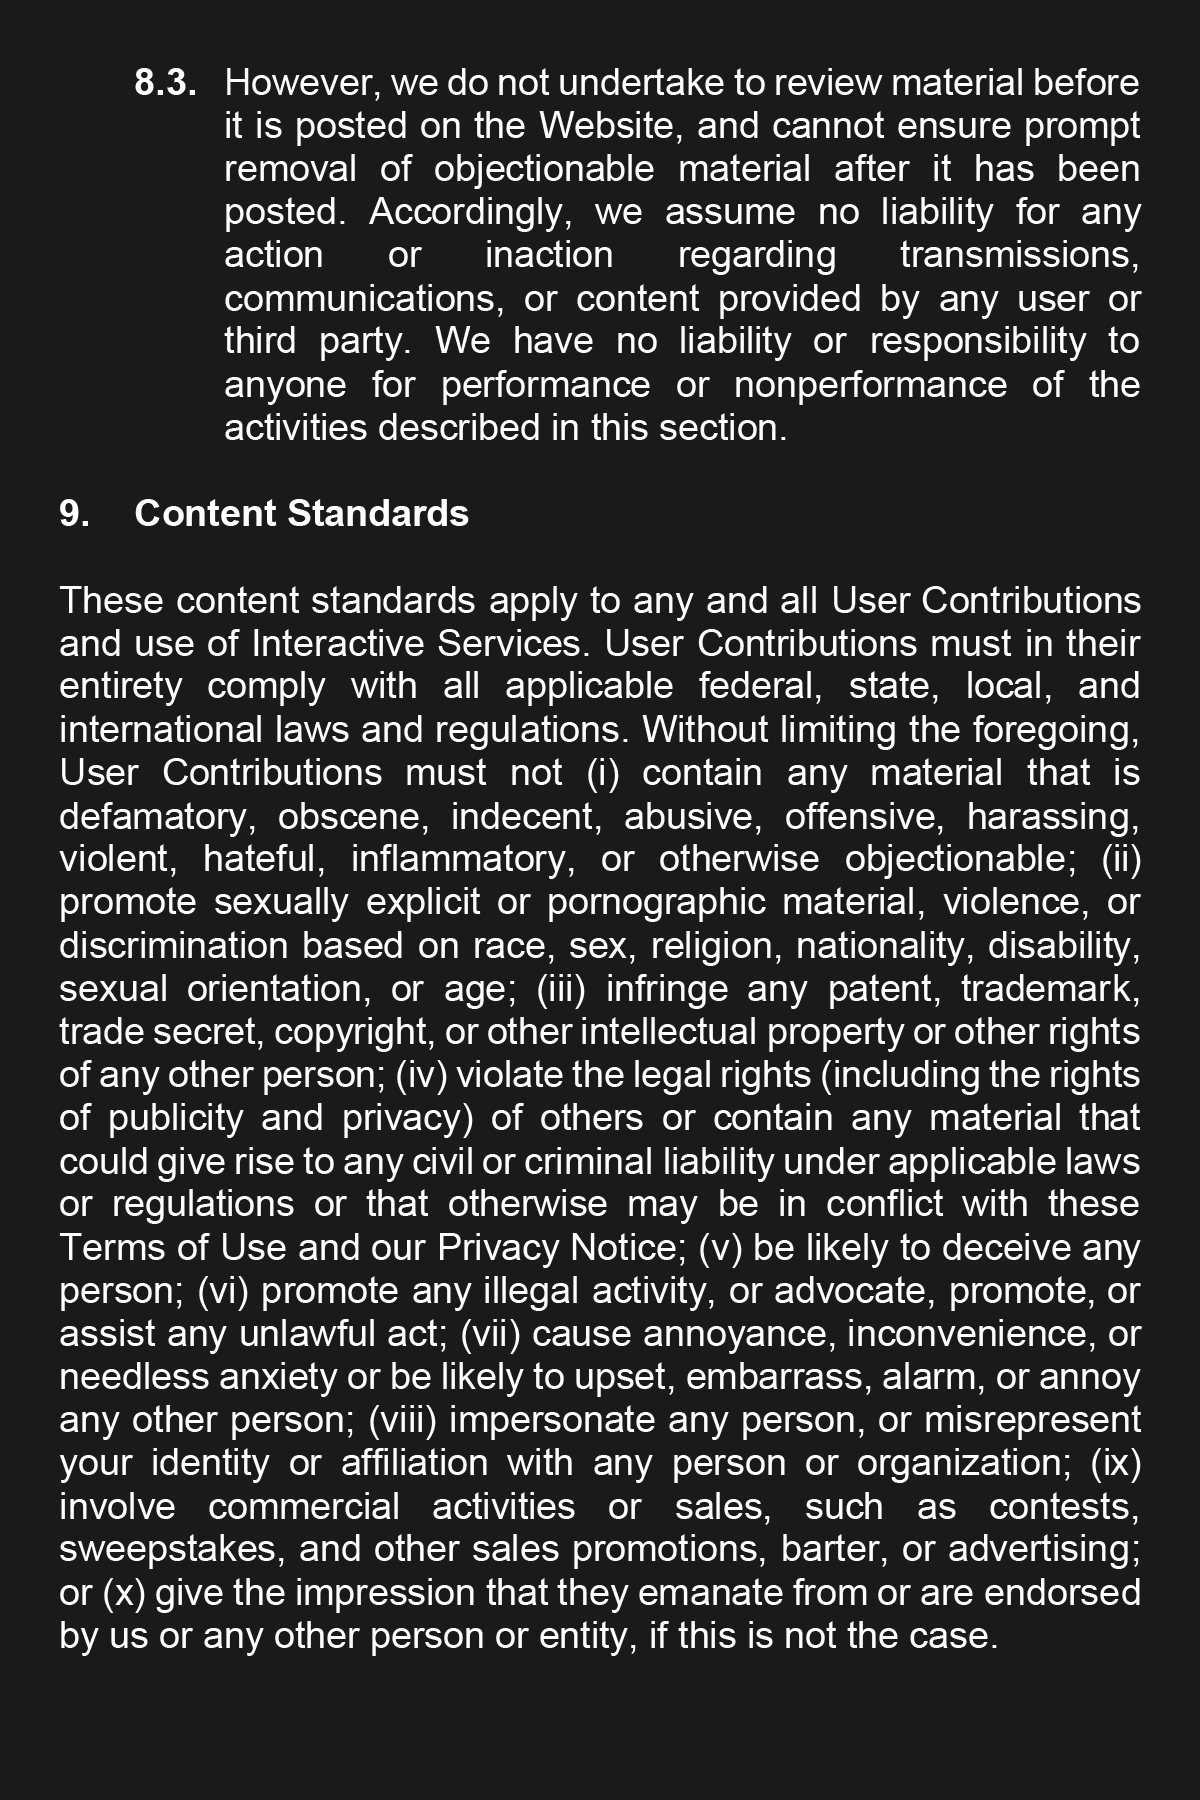 8.3. However, we do not undertake to review material before
it is posted on the Website, and cannot ensure prompt
removal of objectionable material after it has been
posted. Accordingly, we assume no liability for any
action or inaction regarding transmissions,
communications, or content provided by any user or
third party. We have no liability or responsibility to
anyone for performance or nonperformance of the
activities described in this section.
9. Content Standards
These content standards apply to any and all User Contributions
and use of Interactive Services. User Contributions must in their
entirety comply with all applicable federal, state, local, and
international laws and regulations. Without limiting the foregoing,
User Contributions must not (i) contain any material that is
defamatory, obscene, indecent, abusive, offensive, harassing,
violent, hateful, inflammatory, or otherwise objectionable; (ii)
promote sexually explicit or pornographic material, violence, or
discrimination based on race, sex, religion, nationality, disability,
sexual orientation, or age; (iii) infringe any patent, trademark,
trade secret, copyright, or other intellectual property or other rights
of any other person; (iv) violate the legal rights (including the rights
of publicity and privacy) of others or contain any material that
could give rise to any civil or criminal liability under applicable laws
or regulations or that otherwise may be in conflict with these
Terms of Use and our Privacy Notice; (v) be likely to deceive any
person; (vi) promote any illegal activity, or advocate, promote, or
assist any unlawful act; (vii) cause annoyance, inconvenience, or
needless anxiety or be likely to upset, embarrass, alarm, or annoy
any other person; (viii) impersonate any person, or misrepresent
your identity or affiliation with any person or organization; (ix)
involve commercial activities or sales, such as contests,
sweepstakes, and other sales promotions, barter, or advertising;
or (x) give the impression that they emanate from or are endorsed
by us or any other person or entity, if this is not the case.